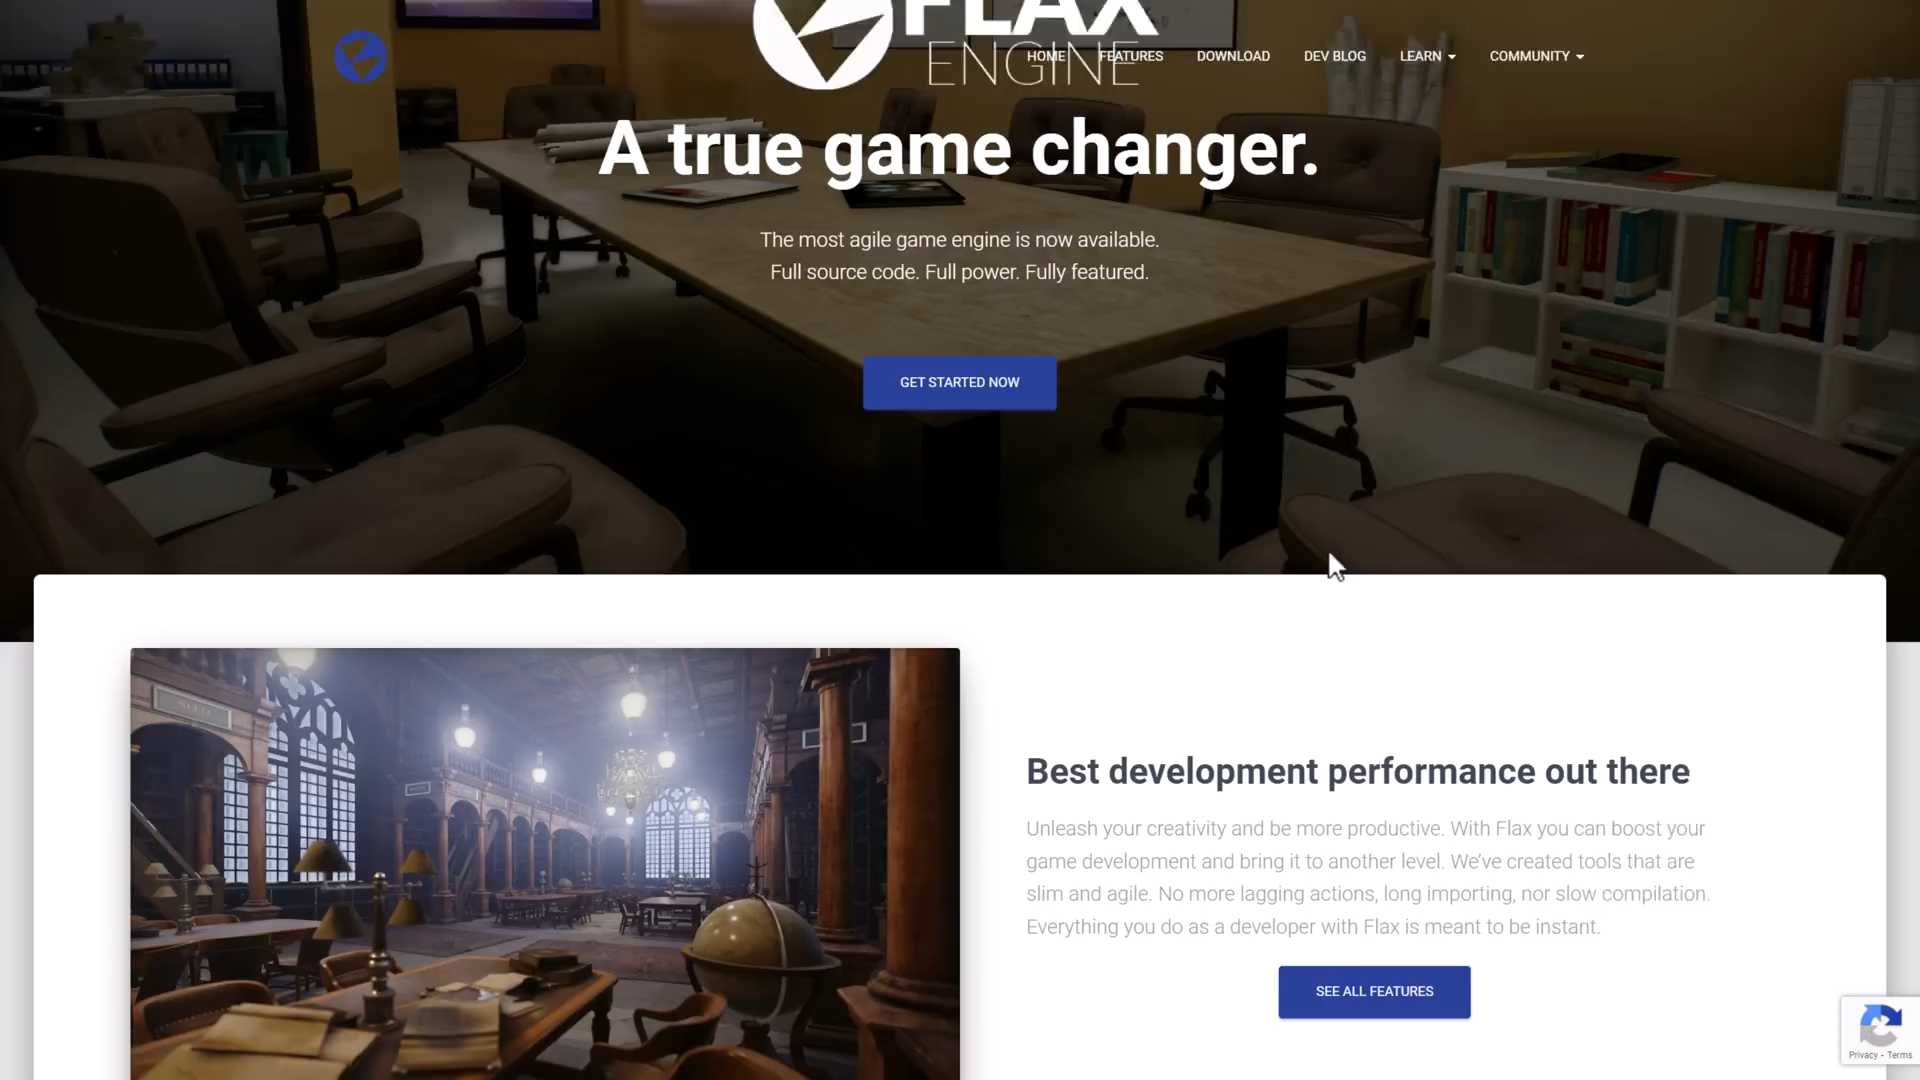 FLAX
ENGINE
HOME FEATURES DOWNLOAD DEV BLOG LEARN COMMUNITY
A true game changer.
The most agile game engine is now available.
Full source code. Full power. Fully featured.
GET STARTED NOW
Best development performance out there
Unleash your creativity and be more productive. With Flax you can boost your
game development and bring it to another level. We’ve created tools that are
slim and agile. No more lagging actions, long importing, nor slow compilation.
Everything you do as a developer with Flax is meant to be instant.
SEE ALL FEATURES
Privacy - Terms